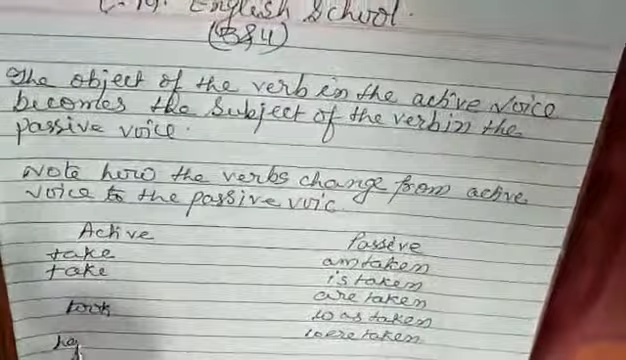 English School.
(B&U)
The object of the verb in the active voice
becomes the subject of the verb in the
passive voice.
Note how the verbs change from active
voice to the passive voic
Active Passive
take am taken
take is taken
are taken
took was taken
were taken